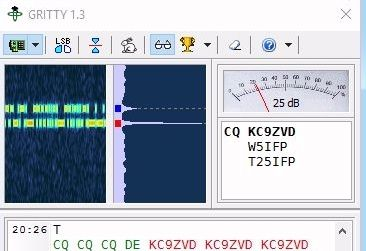 GRITTY 1.3
LSB
0 10 20 30 40 50 60 70 80 90 100
25 dB
CQ KC9ZVD
W5IFP
T25IFP
20:26 T
CQ CQ CQ DE KC9ZVD KC9ZVD KC9ZVD